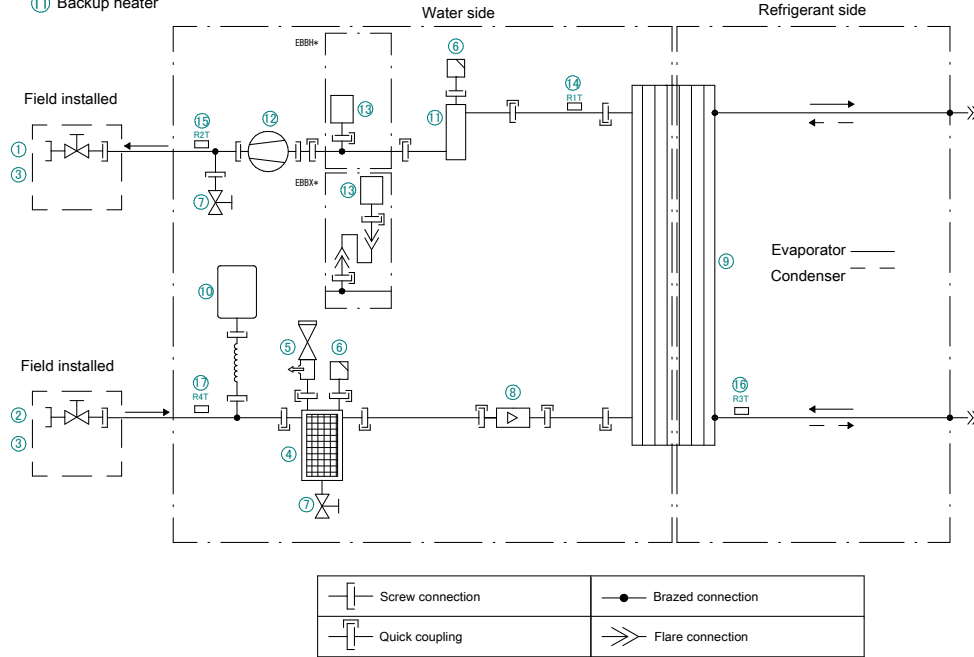 ⑪ Backup heater
Water side
Refrigerant side
EBBH*
⑥
⑭
R1T
⑬
⑪
Field installed
①
③
⑮
R2T
⑫
⑦
EBBX*
⑬
Evaporator
Condenser
⑨
⑩
⑤
⑥
Field installed
②
③
⑰
R4T
⑧
⑯
R3T
④
⑦
Screw connection
Brazed connection
Quick coupling
Flare connection